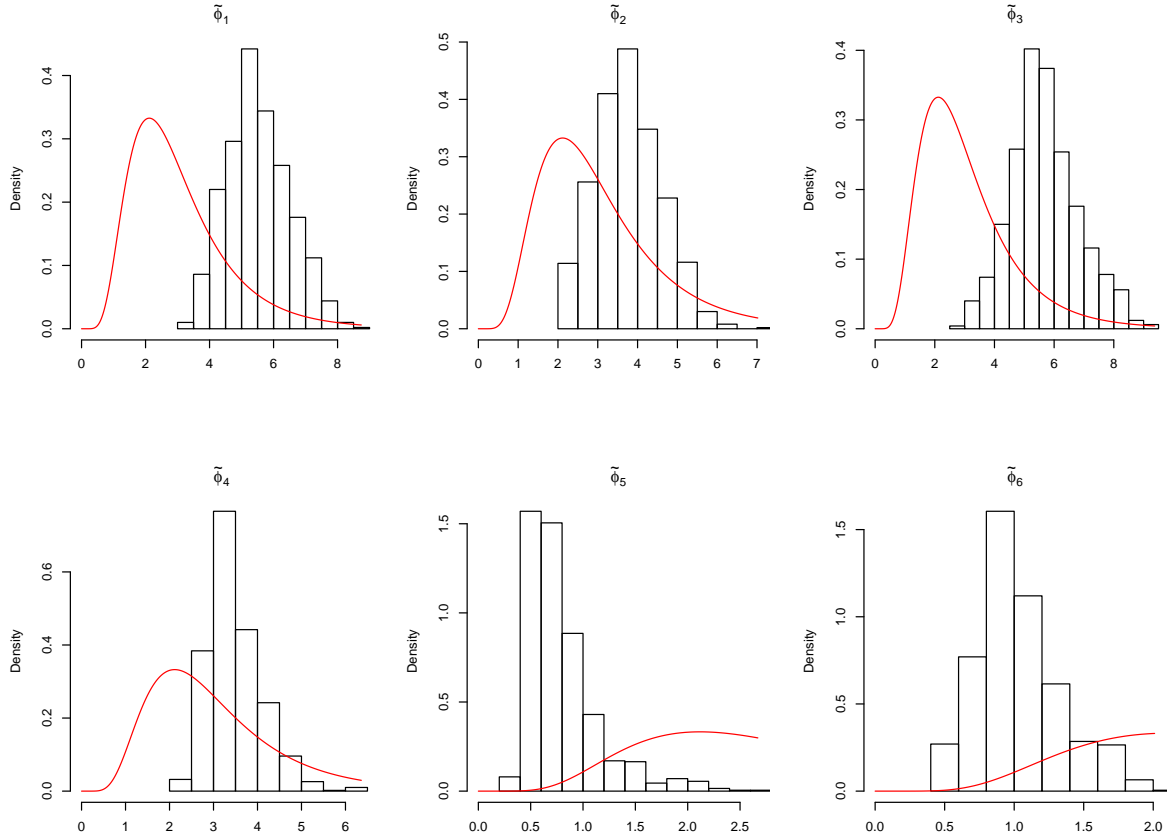 ϕ̃₁
Density
0.0 0.1 0.2 0.3 0.4
0 2 4 6 8
ϕ̃₂
Density
0.0 0.1 0.2 0.3 0.4 0.5
0 1 2 3 4 5 6 7
ϕ̃₃
Density
0.0 0.1 0.2 0.3 0.4
0 2 4 6 8
ϕ̃₄
Density
0.0 0.2 0.4 0.6
0 1 2 3 4 5 6
ϕ̃₅
Density
0.0 0.5 1.0 1.5
0.0 0.5 1.0 1.5 2.0 2.5
ϕ̃₆
Density
0.0 0.5 1.0 1.5
0.0 0.5 1.0 1.5 2.0